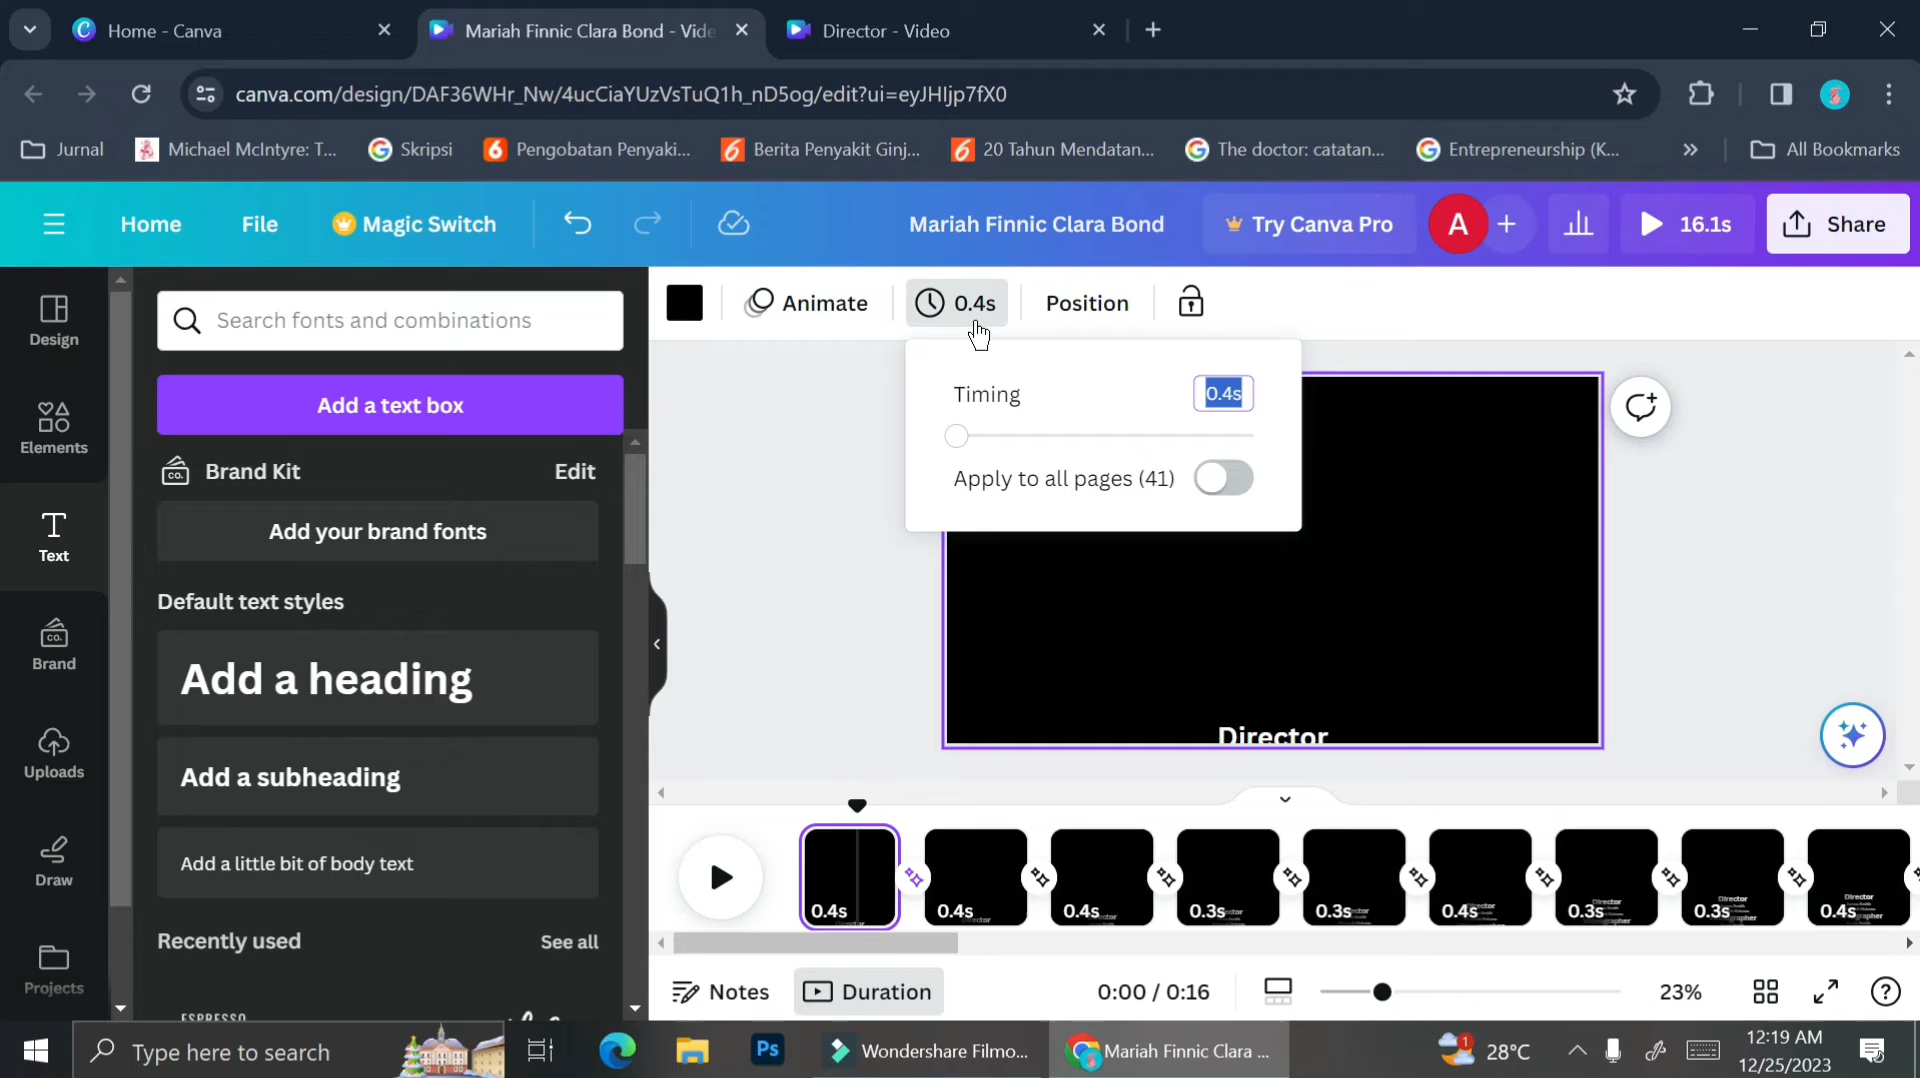 Home - Canva
Mariah Finnic Clara Bond - Vide
Director - Video
canva.com/design/DAF36WHr_Nw/4ucCiaYUzVsTuQ1h_nD5og/edit?ui=eyJHIjp7fX0
Jurnal
Michael McIntyre: T...
Skripsi
Pengobatan Penyaki...
Berita Penyakit Ginj...
20 Tahun Mendatan...
The doctor: catatan...
Entrepreneurship (K...
All Bookmarks
Home
File
Magic Switch
Mariah Finnic Clara Bond
Try Canva Pro
A
16.1s
Share
Design
Elements
Text
Brand
Uploads
Draw
Projects
Search fonts and combinations
Add a text box
Brand Kit
Edit
Add your brand fonts
Default text styles
Add a heading
Add a subheading
Add a little bit of body text
Recently used
See all
ESPRESSO
Animate
0.4s
Position
Timing
0.4s
Apply to all pages (41)
Director
0.4s
0.4s
0.4s
0.3s
0.3s
0.4s
0.3s
0.3s
0.4s
Director
Director
Notes
Duration
0:00 / 0:16
23%
Type here to search
Ps
Wondershare Filmo...
Mariah Finnic Clara ...
1
28°C
12:19 AM
12/25/2023